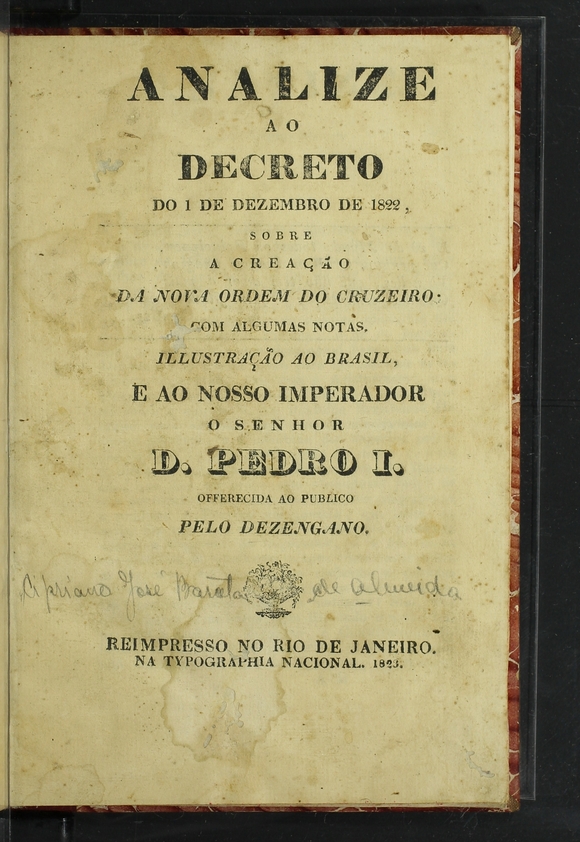 ANALIZE
AO
DECRETO
DO 1 DE DEZEMBRO DE 1822,
SOBRE
A CREAÇÃO
DA NOVA ORDEM DO CRUZEIRO:
COM ALGUMAS NOTAS.
ILLUSTRAÇÃO AO BRASIL,
E AO NOSSO IMPERADOR
O SENHOR
D. PEDRO I.
OFFERECIDA AO PUBLICO
PELO DEZENGANO.
Cipriano José Barata de Almeida
REIMPRESSO NO RIO DE JANEIRO.
NA TYPOGRAPHIA NACIONAL. 1823.